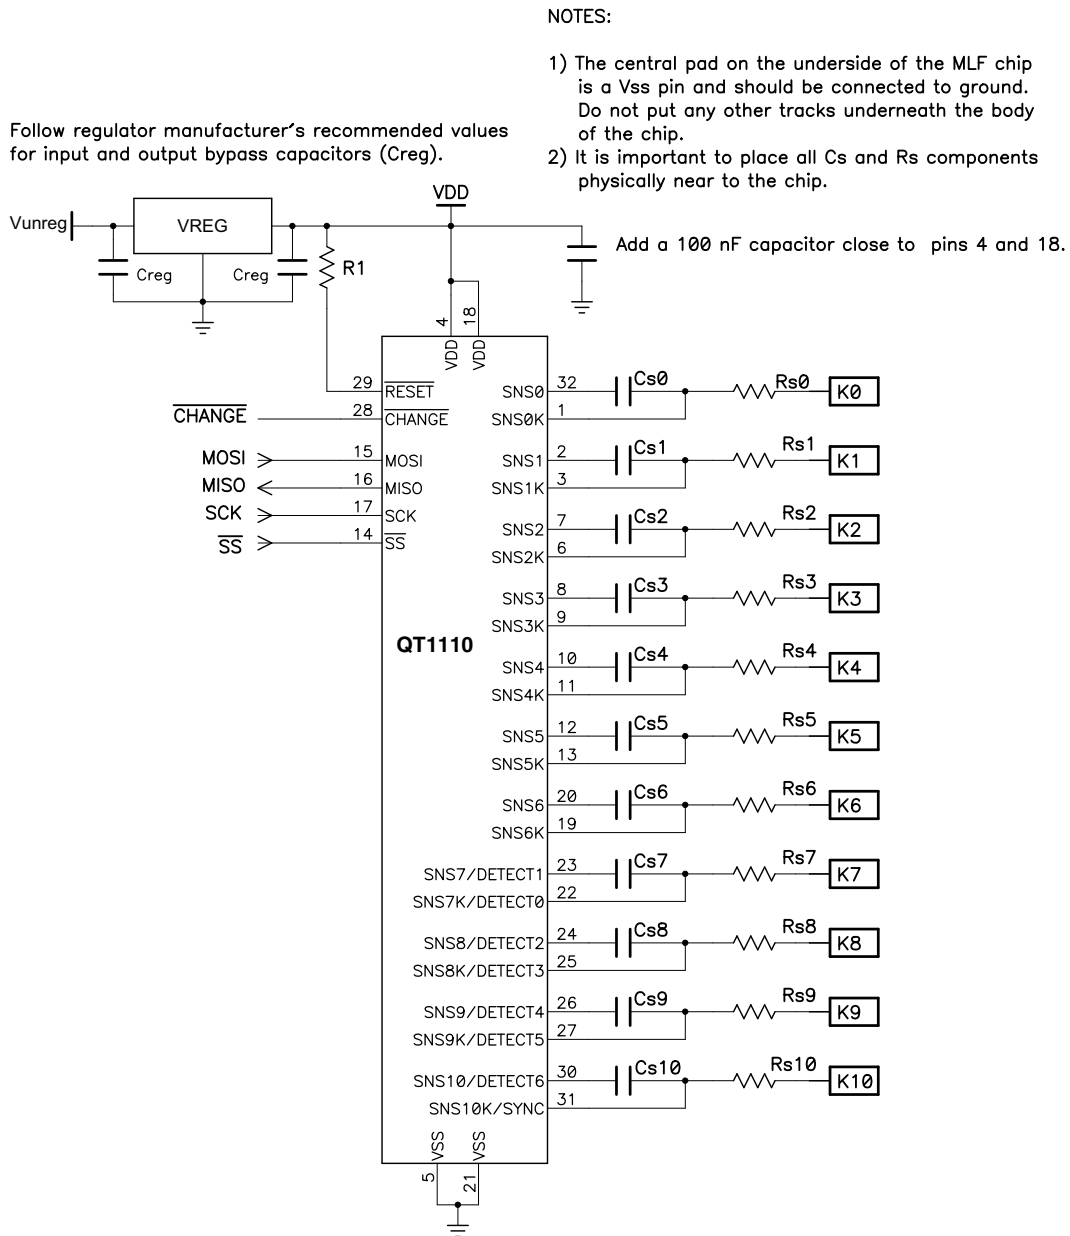 NOTES:
1) The central pad on the underside of the MLF chip
is a Vss pin and should be connected to ground.
Do not put any other tracks underneath the body
of the chip.
2) It is important to place all Cs and Rs components
physically near to the chip.
Follow regulator manufacturer's recommended values
for input and output bypass capacitors (Creg).
VDD
Vunreg
VREG
Creg
Creg
R1
Add a 100 nF capacitor close to pins 4 and 18.
4
18
VDD
VDD
29
RESET
28
CHANGE
CHANGE
MOSI
15
MOSI
MISO
16
MISO
SCK
17
SCK
SS
14
SS
QT1110
SNS0
32
Cs0
Rs0
K0
SNS0K
1
SNS1
2
Cs1
Rs1
K1
SNS1K
3
SNS2
7
Cs2
Rs2
K2
SNS2K
6
SNS3
8
Cs3
Rs3
K3
SNS3K
9
SNS4
10
Cs4
Rs4
K4
SNS4K
11
SNS5
12
Cs5
Rs5
K5
SNS5K
13
SNS6
20
Cs6
Rs6
K6
SNS6K
19
SNS7/DETECT1
23
Cs7
Rs7
K7
SNS7K/DETECT0
22
SNS8/DETECT2
24
Cs8
Rs8
K8
SNS8K/DETECT3
25
SNS9/DETECT4
26
Cs9
Rs9
K9
SNS9K/DETECT5
27
SNS10/DETECT6
30
Cs10
Rs10
K10
SNS10K/SYNC
31
VSS
VSS
5
21